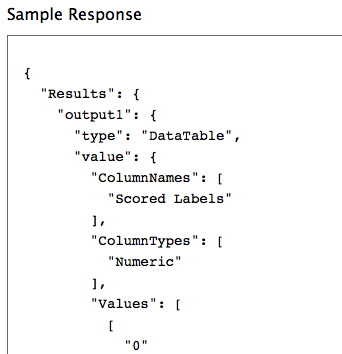 Sample Response
{
"Results": {
"output1": {
"type": "DataTable",
"value": {
"ColumnNames": [
"Scored Labels"
],
"ColumnTypes": [
"Numeric"
],
"Values": [
[
"0"